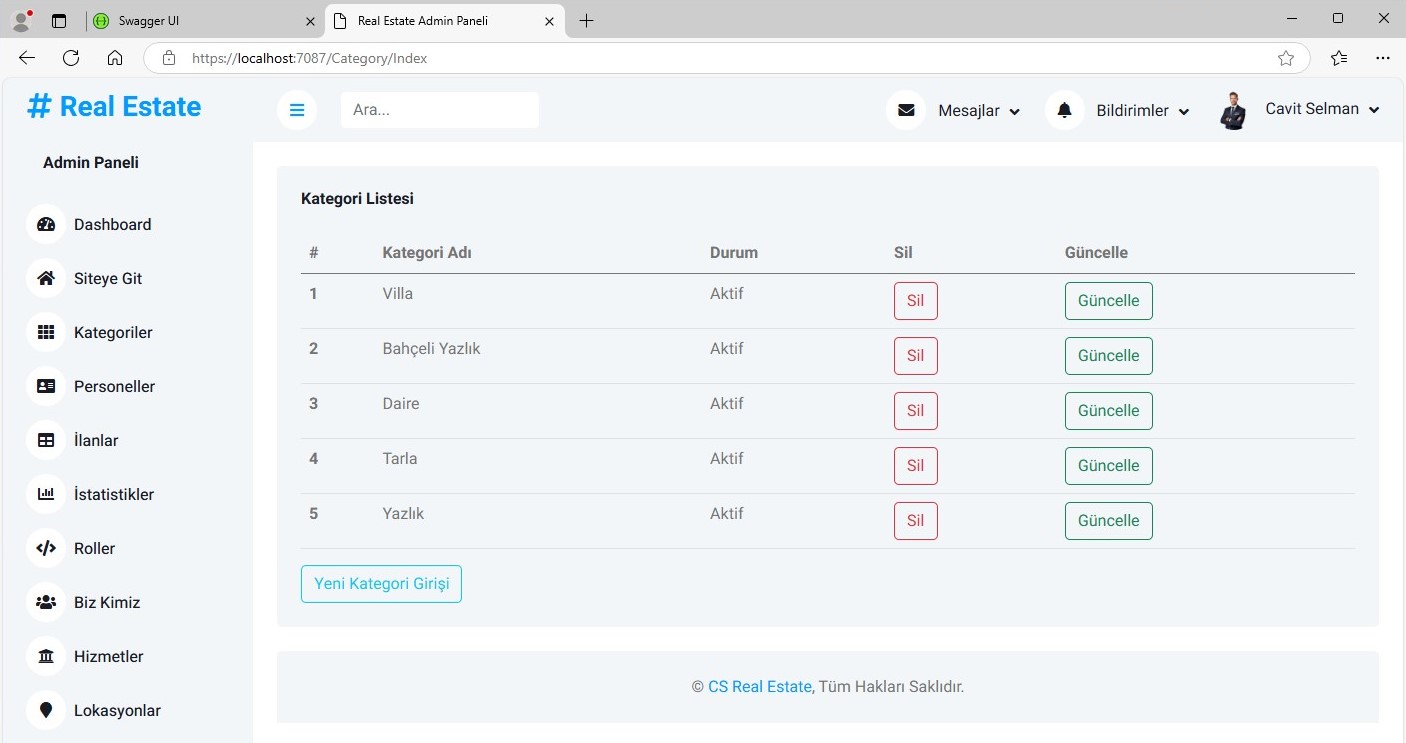 Swagger UI
Real Estate Admin Paneli
https://localhost:7087/Category/Index
# Real Estate
Ara...
Mesajlar
Bildirimler
Cavit Selman
Admin Paneli
Dashboard
Siteye Git
Kategoriler
Personeller
İlanlar
İstatistikler
Roller
Biz Kimiz
Hizmetler
Lokasyonlar
Kategori Listesi
# Kategori Adı Durum Sil Güncelle
1 Villa Aktif Sil Güncelle
2 Bahçeli Yazlık Aktif Sil Güncelle
3 Daire Aktif Sil Güncelle
4 Tarla Aktif Sil Güncelle
5 Yazlık Aktif Sil Güncelle
Yeni Kategori Girişi
© CS Real Estate, Tüm Hakları Saklıdır.